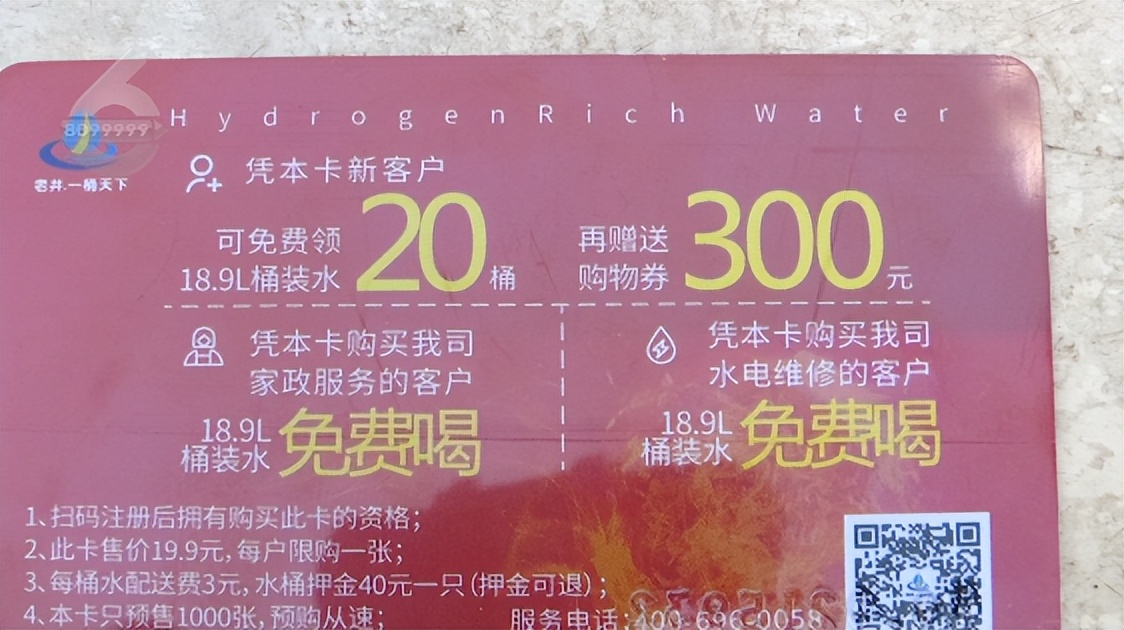 HydrogenRich Water
8099999
老井.一桶天下
凭本卡新客户
可免费领
18.9L桶装水
20
桶
再赠送
购物券
300
元
凭本卡购买我司
家政服务的客户
18.9L
桶装水
免费喝
凭本卡购买我司
水电维修的客户
18.9L
桶装水
免费喝
1、扫码注册后拥有购买此卡的资格；
2、此卡售价19.9元，每户限购一张；
3、每桶水配送费3元，水桶押金40元一只（押金可退）；
4、本卡只预售1000张，预购从速；
服务电话：400-696-0058